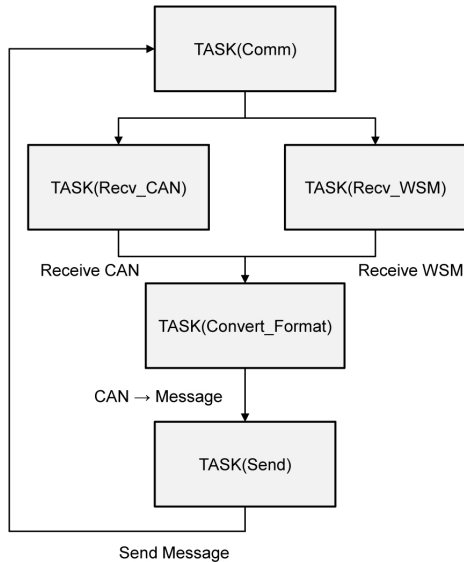 TASK(Comm)
TASK(Recv_CAN)
TASK(Recv_WSM)
Receive CAN
Receive WSM
TASK(Convert_Format)
CAN → Message
TASK(Send)
Send Message